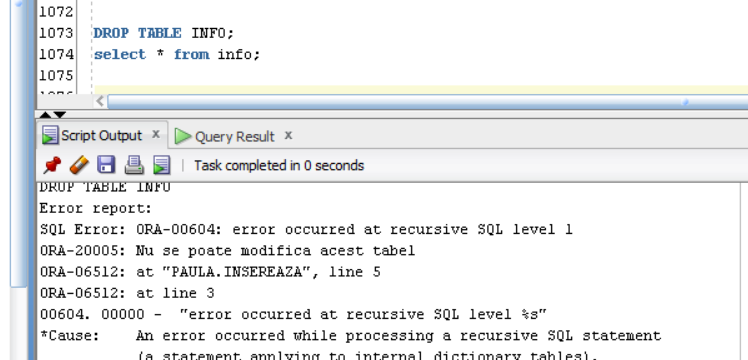 1072
1073 DROP TABLE INFO;
1074 select * from info;
1075
1076
Script Output x Query Result x
Task completed in 0 seconds
DROP TABLE INFO
Error report:
SQL Error: ORA-00604: error occurred at recursive SQL level 1
ORA-20005: Nu se poate modifica acest tabel
ORA-06512: at "PAULA.INSEREAZA", line 5
ORA-06512: at line 3
00604. 00000 - "error occurred at recursive SQL level %s"
*Cause: An error occurred while processing a recursive SQL statement
(a statement applying to internal dictionary tables).